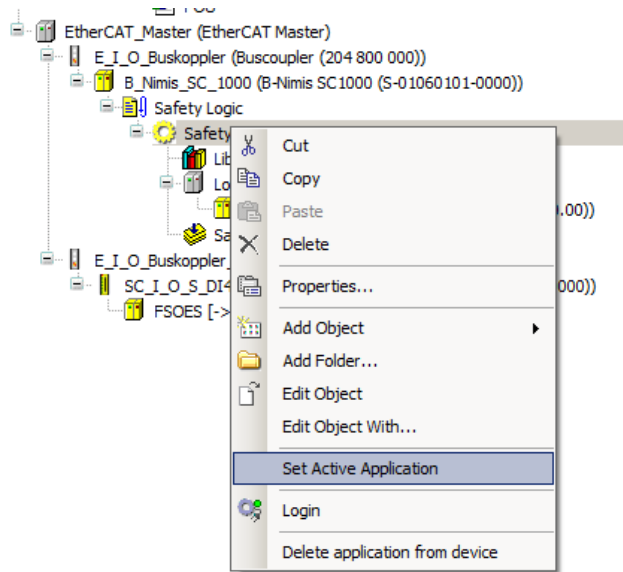 EtherCAT_Master (EtherCAT Master)
E_I_O_Buskoppler (Buscoupler (204 800 000))
B_Nimis_SC_1000 (B-Nimis SC1000 (S-01060101-0000))
Safety Logic
Safety
Lib
Lo
.00))
Sa
E_I_O_Buskoppler_
SC_I_O_S_DI4 000))
FSOES [->
Cut
Copy
Paste
Delete
Properties...
Add Object
Add Folder...
Edit Object
Edit Object With...
Set Active Application
Login
Delete application from device